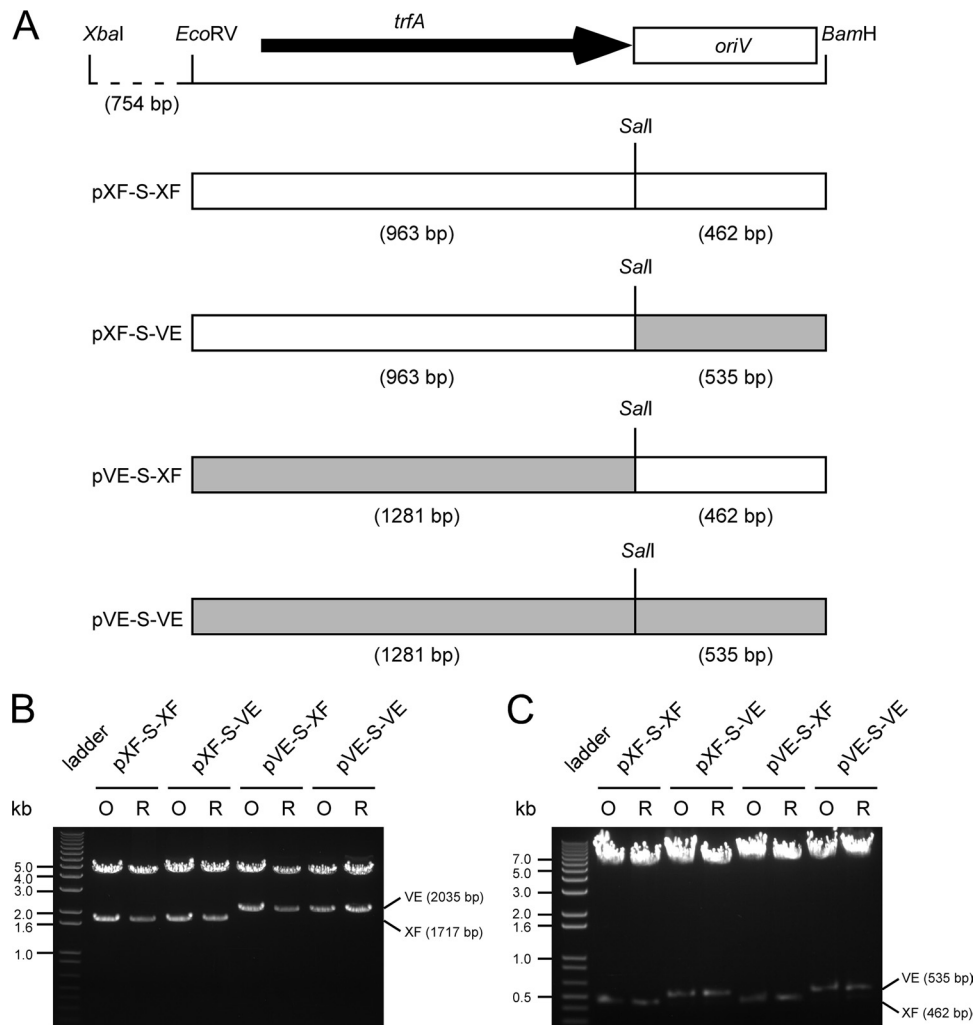 A
XbaI EcoRV trfA oriV BamH
(754 bp)
SalI
pXF-S-XF
(963 bp) (462 bp)
SalI
pXF-S-VE
(963 bp) (535 bp)
SalI
pVE-S-XF
(1281 bp) (462 bp)
SalI
pVE-S-VE
(1281 bp) (535 bp)
B
ladder pXF-S-XF pXF-S-VE pVE-S-XF pVE-S-VE
kb O R O R O R O R
5.0
4.0
3.0
2.0
1.6
1.0
VE (2035 bp)
XF (1717 bp)
C
ladder pXF-S-XF pXF-S-VE pVE-S-XF pVE-S-VE
kb O R O R O R O R
7.0
5.0
3.0
2.0
1.6
1.0
0.5
VE (535 bp)
XF (462 bp)